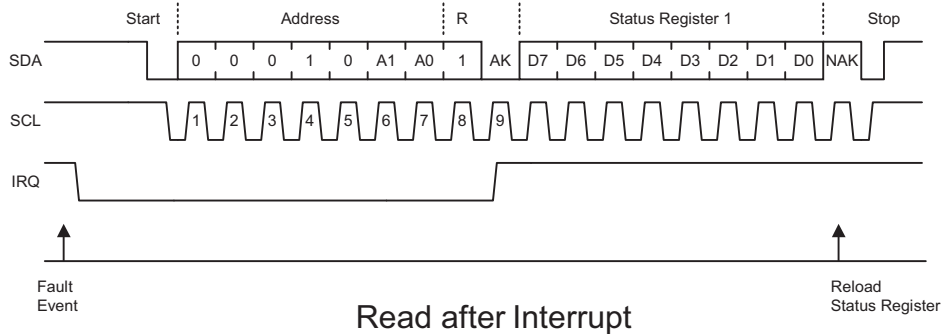 Start Address R Status Register 1 Stop
SDA 0 0 0 1 0 A1 A0 1 AK D7 D6 D5 D4 D3 D2 D1 D0 NAK
SCL 1 2 3 4 5 6 7 8 9
IRQ
Fault
Event
Reload
Status Register
Read after Interrupt